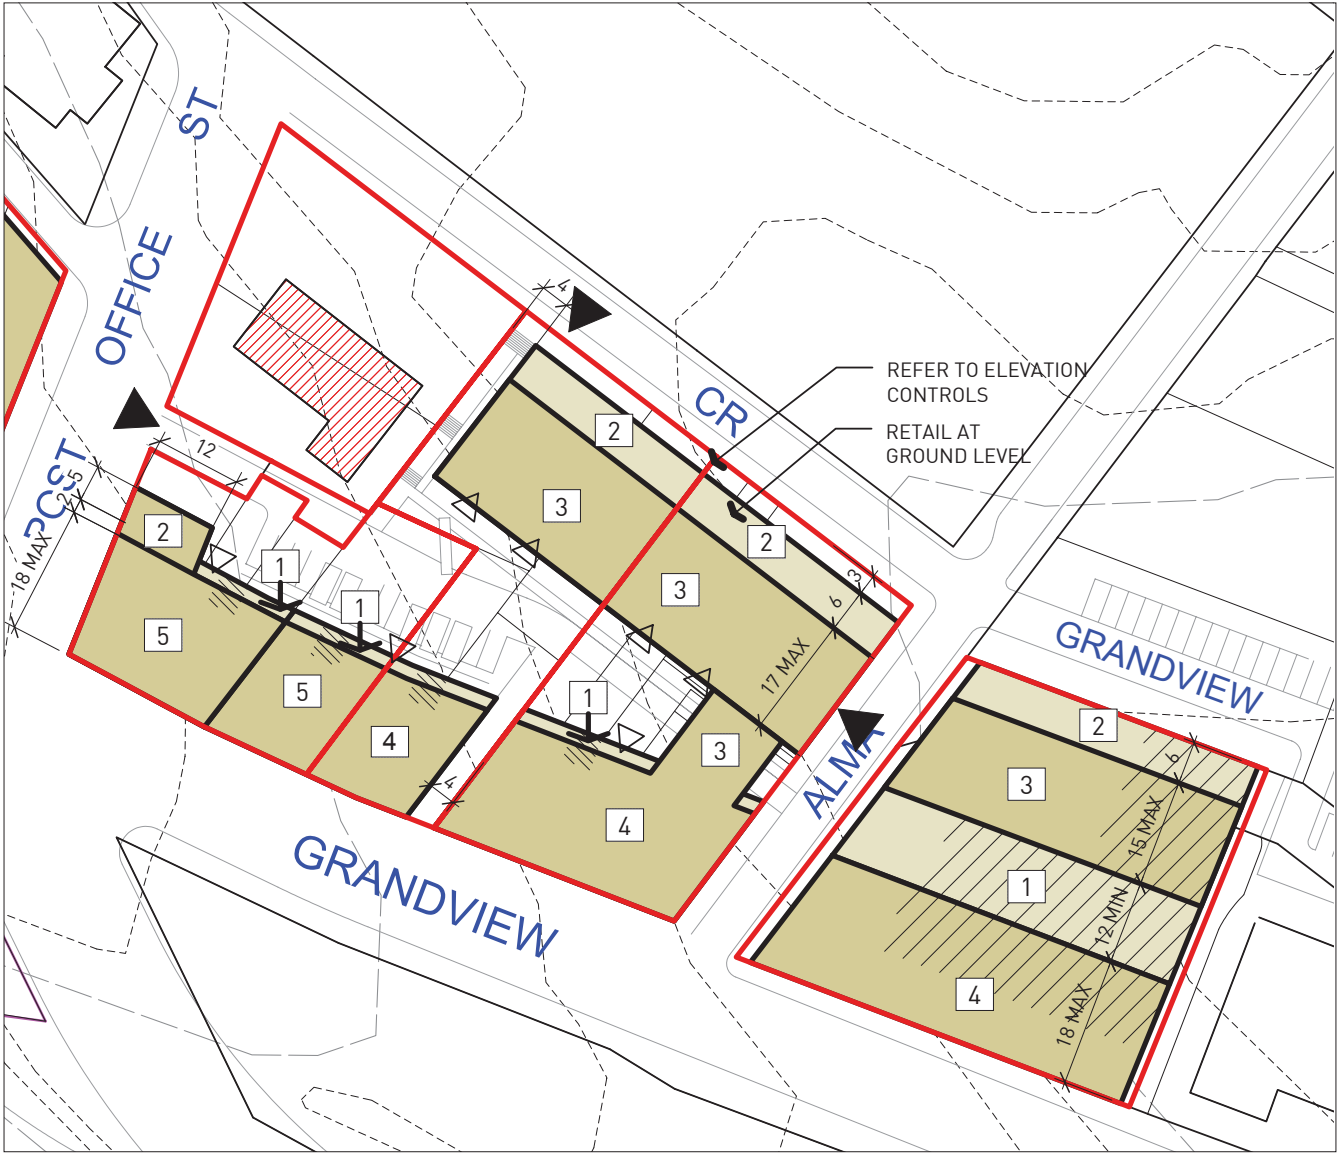 ST
OFFICE
POST
4
REFER TO ELEVATION
CONTROLS
CR
RETAIL AT
GROUND LEVEL
2
12
3
2
5
2
2
1
3
3
18 MAX
1
6
5
17 MAX
GRANDVIEW
5
1
4
3
2
6
4
ALMA
3
15 MAX
4
GRANDVIEW
1
12 MIN
4
18 MAX